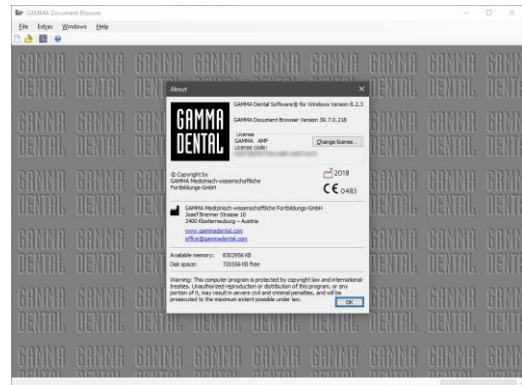 GAMMA Document Browser
File Extras Windows Help
About
GAMMA
DENTAL
GAMMA Dental Software® for Windows Version 8.2.3
GAMMA Document Browser Version 39.7.0.218
License
GAMMA AMF
License code:
Change license...
© Copyright by
GAMMA Medizinisch-wissenschaftliche
Fortbildungs-GmbH
2018
CE 0483
GAMMA Medizinisch-wissenschaftliche Fortbildungs-GmbH
Josef Brenner Strasse 10
3400 Klosterneuburg - Austria
www.gammadental.com
office@gammadental.com
Available memory: 8302956 KB
Disk space: 720556 KB free
Warning: This computer program is protected by copyright law and international
treaties. Unauthorized reproduction or distribution of this program, or any
portion of it, may result in severe civil and criminal penalties, and will be
prosecuted to the maximum extent possible under law.
OK